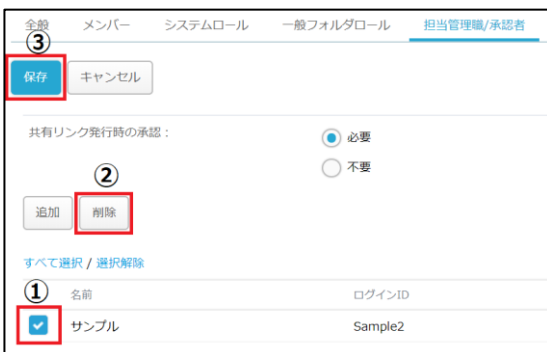 全般 メンバー システムロール 一般フォルダロール 担当管理職/承認者
③
保存 キャンセル
共有リンク発行時の承認： 必要
不要
②
追加 削除
すべて選択 / 選択解除
① 名前 ログインID
サンプル Sample2